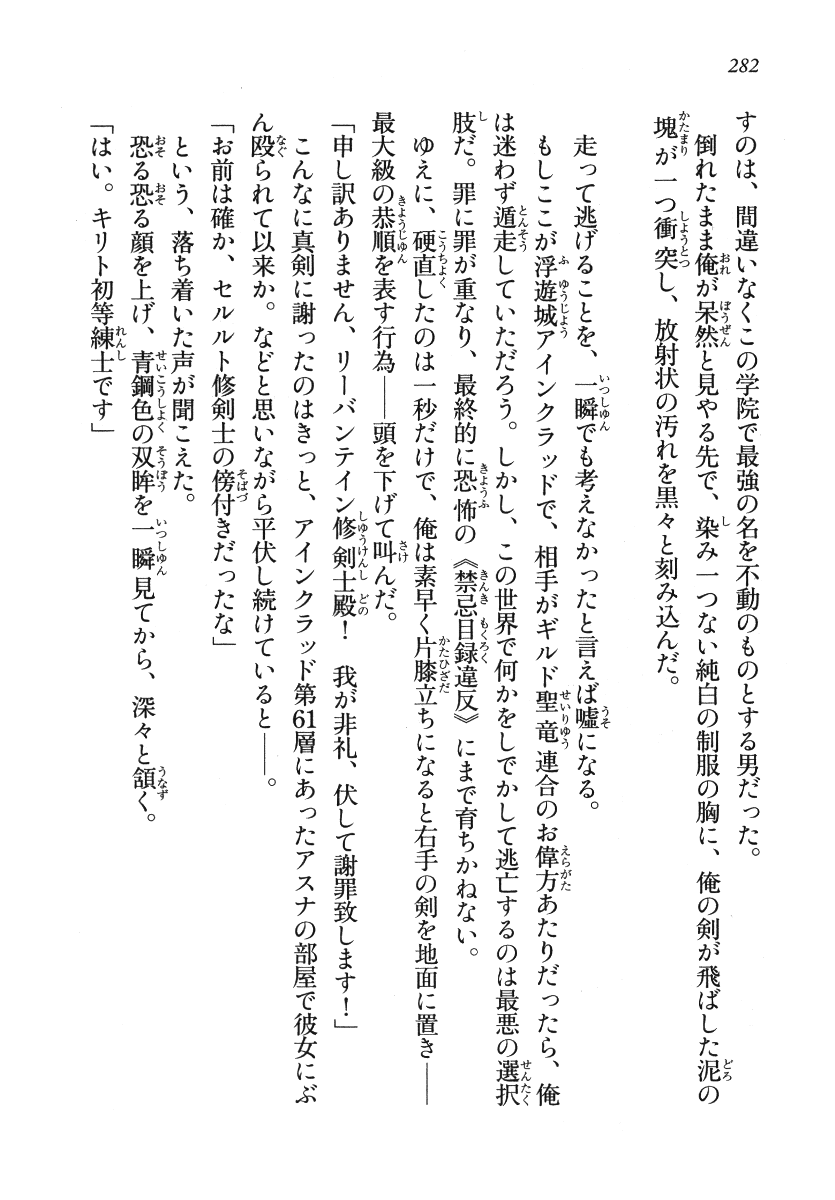 282
すのは、間違いなくこの学院で最強の名を不動のものとする男だった。
倒れたまま俺が呆然と見やる先で、染み一つない純白の制服の胸に、俺の剣が飛ばした泥の
塊が一つ衝突し、放射状の汚れを黒々と刻み込んだ。
走って逃げることを、一瞬でも考えなかったと言えば嘘になる。
もしここが浮遊城アインクラッドで、相手がギルド聖竜連合のお偉方あたりだったら、俺
は迷わず遁走していただろう。しかし、この世界で何かをしでかして逃亡するのは最悪の選択
肢だ。罪に罪が重なり、最終的に恐怖の《禁忌目録違反》にまで育ちかねない。
ゆえに、硬直したのは一秒だけで、俺は素早く片膝立ちになると右手の剣を地面に置き――
最大級の恭順を表す行為――頭を下げて叫んだ。
「申し訳ありません、リーバンテイン修剣士殿！　我が非礼、伏して謝罪致します！」
こんなに真剣に謝ったのはきっと、アインクラッド第61層にあったアスナの部屋で彼女にぶ
ん殴られて以来か。などと思いながら平伏し続けていると――。
「お前は確か、セルルト修剣士の傍付きだったな」
という、落ち着いた声が聞こえた。
恐る恐る顔を上げ、青鋼色の双眸を一瞬見てから、深々と頷く。
「はい。キリト初等練士です」